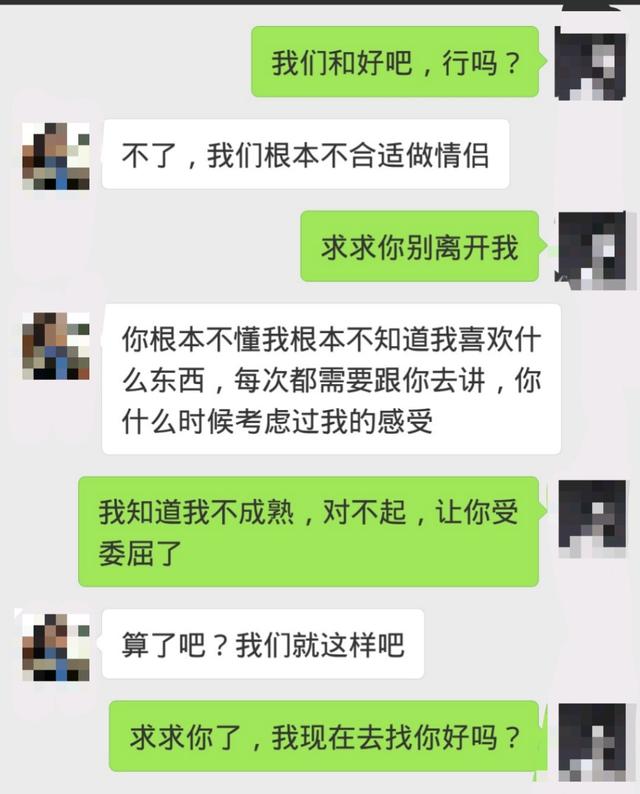 我们和好吧，行吗？
不了，我们根本不合适做情侣
求求你别离开我
你根本不懂我根本不知道我喜欢什
么东西，每次都需要跟你去讲，你
什么时候考虑过我的感受
我知道我不成熟，对不起，让你受
委屈了
算了吧？我们就这样吧
求求你了，我现在去找你好吗？